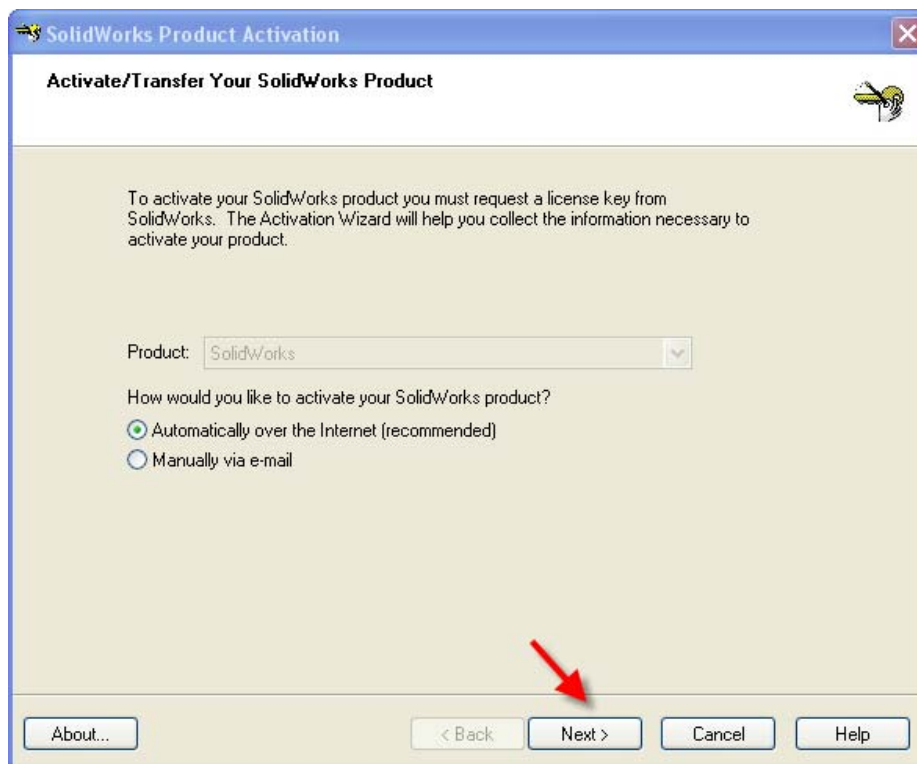 SolidWorks Product Activation
Activate/Transfer Your SolidWorks Product
To activate your SolidWorks product you must request a license key from
SolidWorks. The Activation Wizard will help you collect the information necessary to
activate your product.
Product: SolidWorks
How would you like to activate your SolidWorks product?
Automatically over the Internet (recommended)
Manually via e-mail
About... < Back Next > Cancel Help